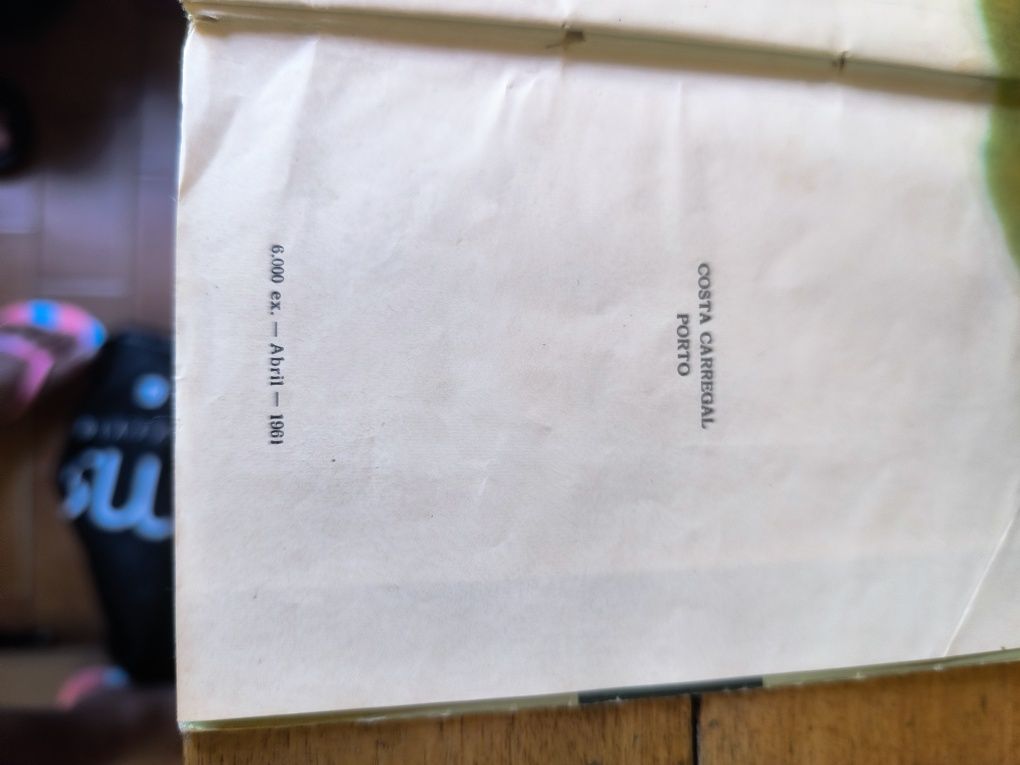 COSTA CARREGAL
PORTO
6.000 ex. — Abril — 1961